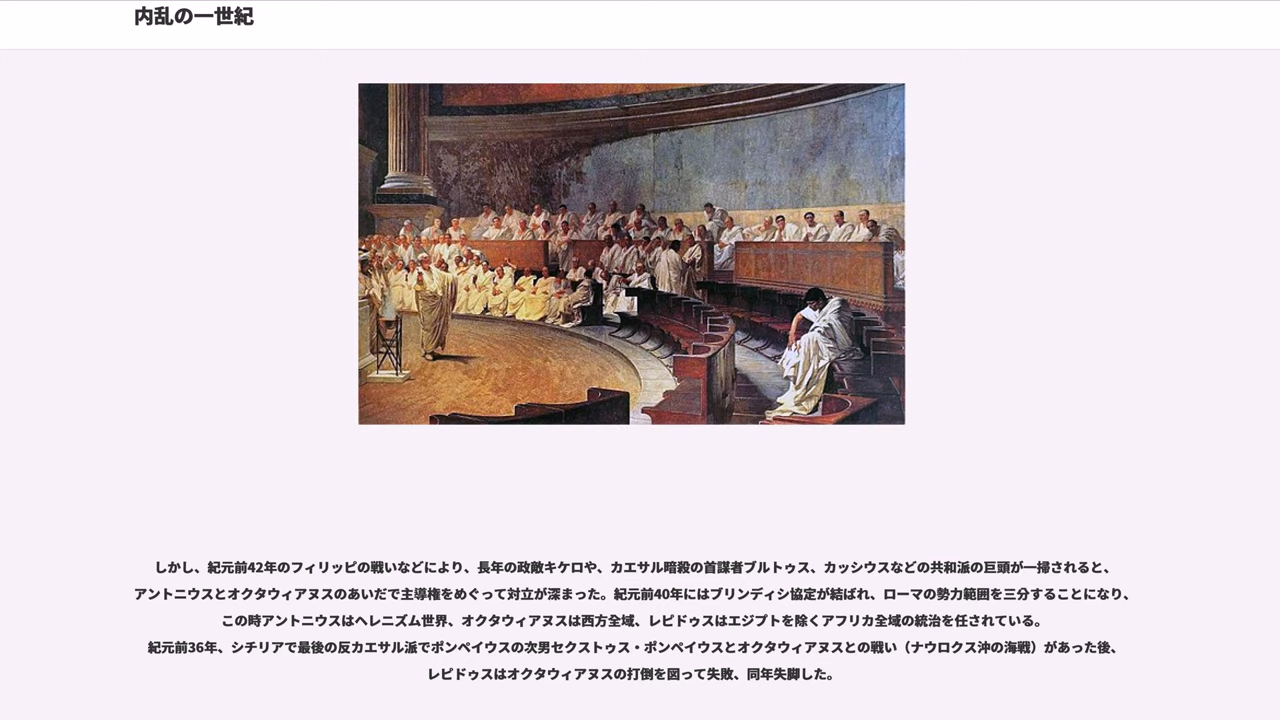 内乱の一世紀
しかし、紀元前42年のフィリッピの戦いなどにより、長年の政敵キケロや、カエサル暗殺の首謀者ブルトゥス、カッシウスなどの共和派の巨頭が一掃されると、
アントニウスとオクタウィアヌスのあいだで主導権をめぐって対立が深まった。紀元前40年にはブリンディシ協定が結ばれ、ローマの勢力範囲を三分することになり、
この時アントニウスはヘレニズム世界、オクタウィアヌスは西方全域、レピドゥスはエジプトを除くアフリカ全域の統治を任されている。
紀元前36年、シチリアで最後の反カエサル派でポンペイウスの次男セクストゥス・ポンペイウスとオクタウィアヌスとの戦い（ナウロクス沖の海戦）があった後、
レピドゥスはオクタウィアヌスの打倒を図って失敗、同年失脚した。